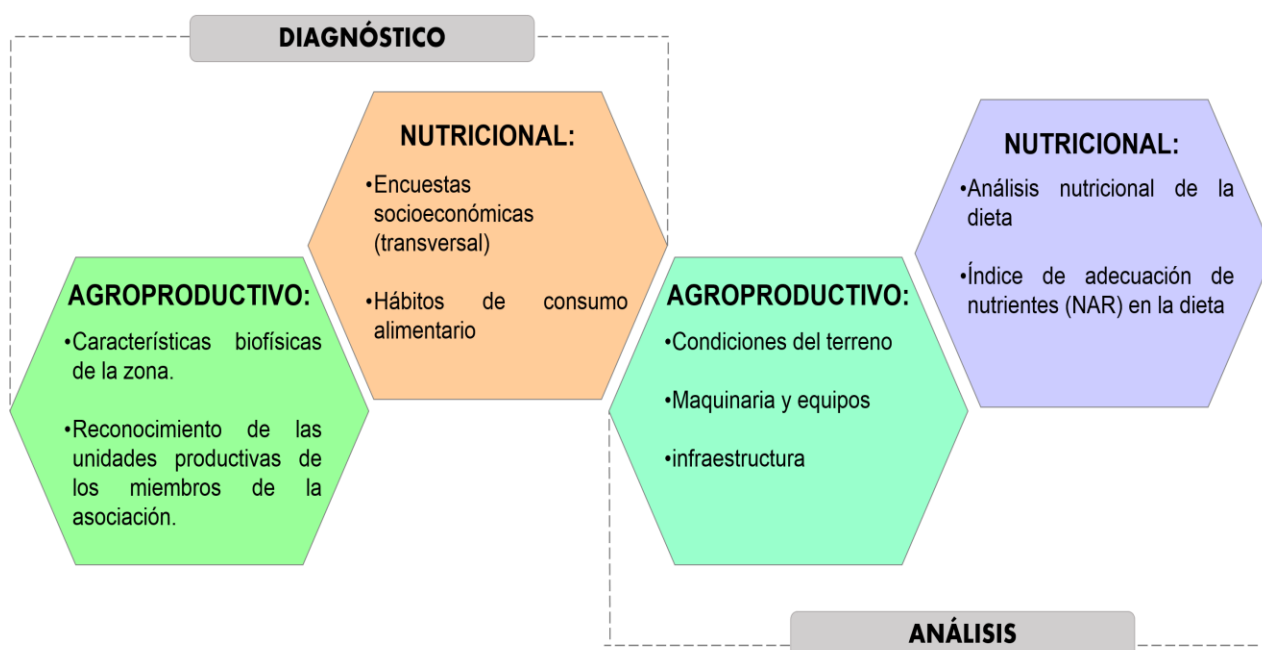 DIAGNÓSTICO
NUTRICIONAL:
•Encuestas
socioeconómicas
(transversal)
•Hábitos de consumo
alimentario
AGROPRODUCTIVO:
•Características biofísicas
de la zona.
•Reconocimiento de las
unidades productivas de
los miembros de la
asociación.
NUTRICIONAL:
•Análisis nutricional de la
dieta
•Índice de adecuación de
nutrientes (NAR) en la dieta
AGROPRODUCTIVO:
•Condiciones del terreno
•Maquinaria y equipos
•infraestructura
ANÁLISIS